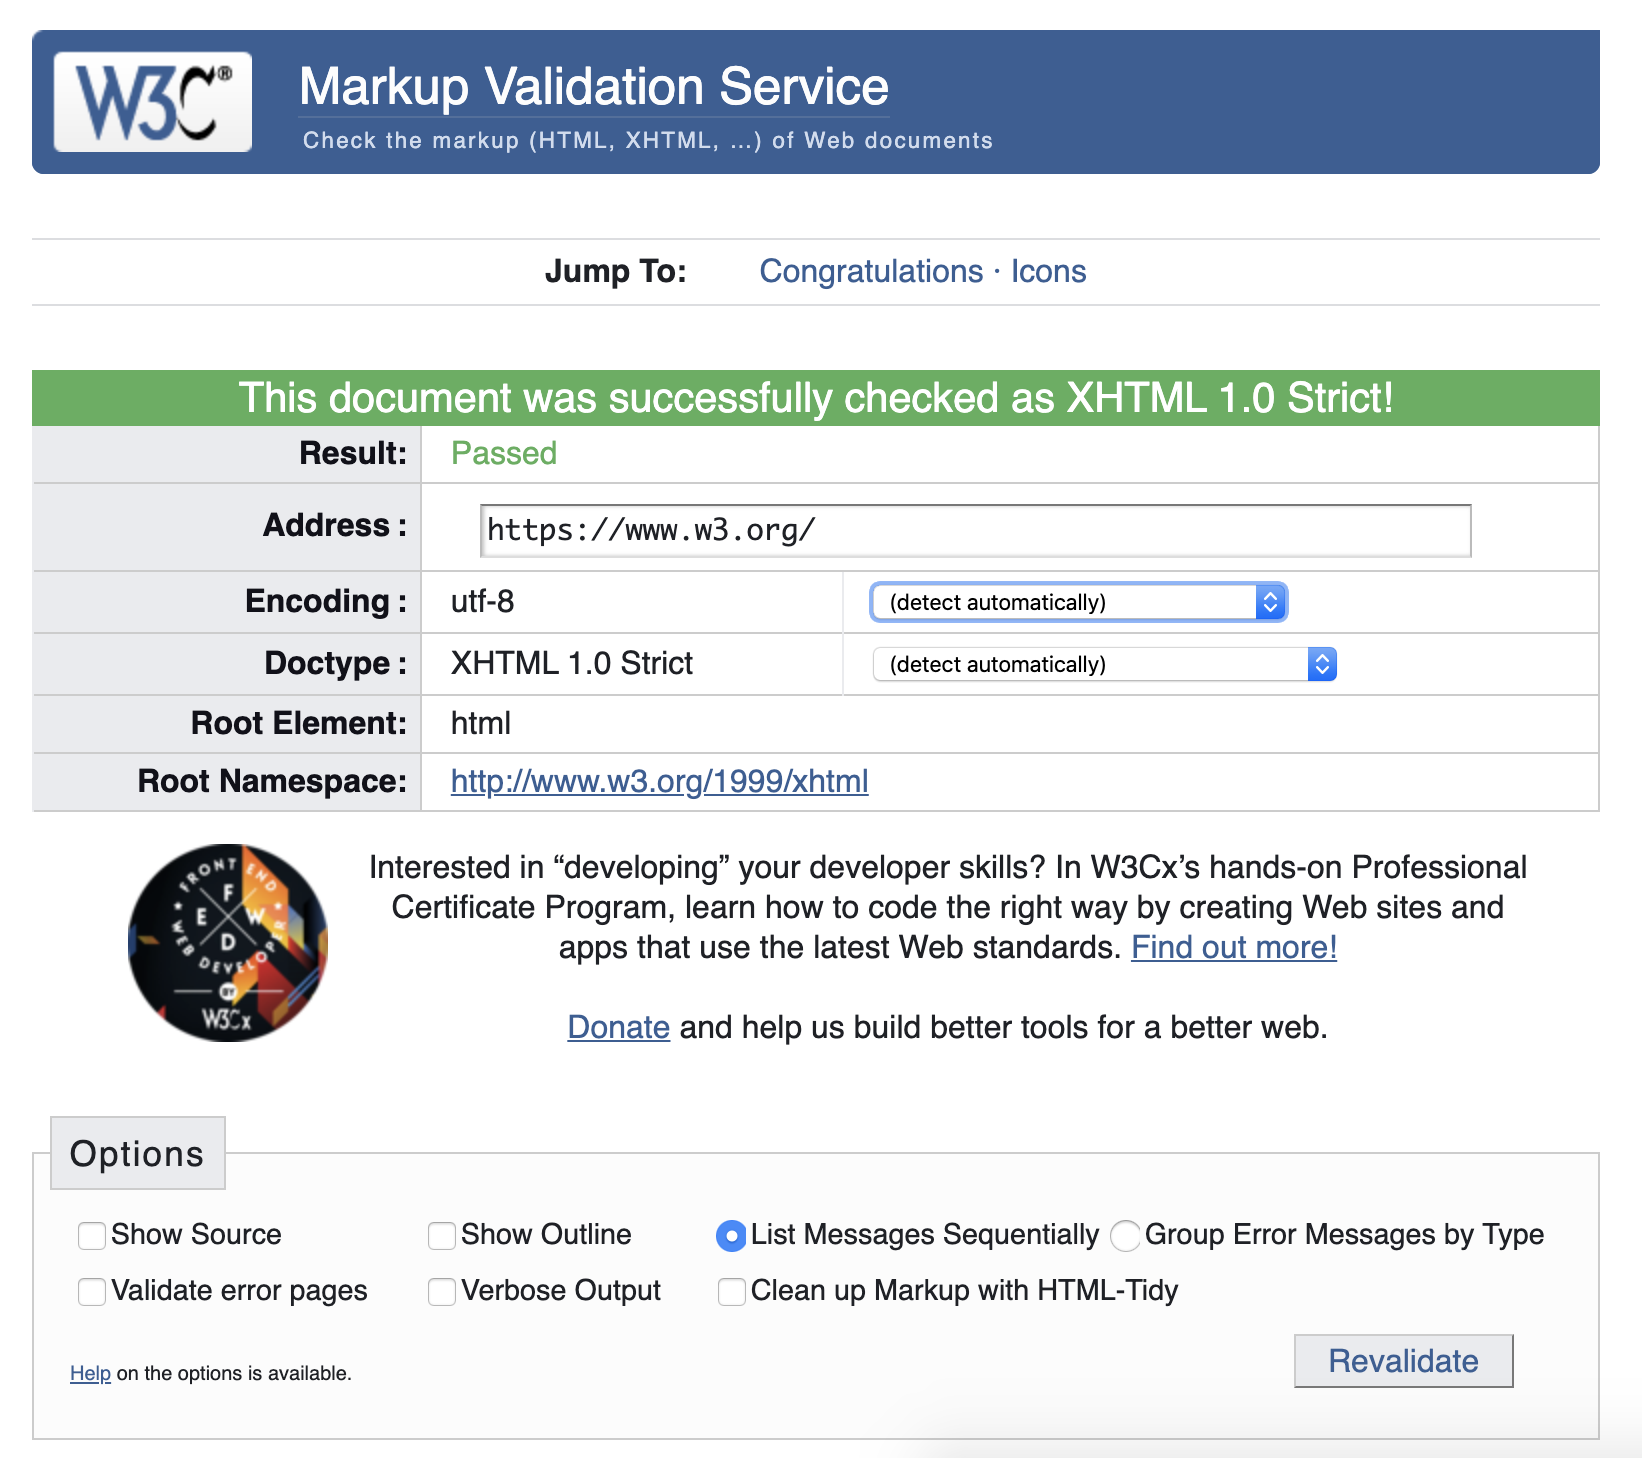 W3C®
Markup Validation Service
Check the markup (HTML, XHTML, …) of Web documents
Jump To: Congratulations · Icons
This document was successfully checked as XHTML 1.0 Strict!
Result: Passed
Address : https://www.w3.org/
Encoding : utf-8 (detect automatically)
Doctype : XHTML 1.0 Strict (detect automatically)
Root Element: html
Root Namespace: http://www.w3.org/1999/xhtml
FRONT END
F
E W
D
WEB DEVELOPER
BY
W3Cx
Interested in “developing” your developer skills? In W3Cx’s hands-on Professional
Certificate Program, learn how to code the right way by creating Web sites and
apps that use the latest Web standards. Find out more!
Donate and help us build better tools for a better web.
Options
Show Source Show Outline List Messages Sequentially Group Error Messages by Type
Validate error pages Verbose Output Clean up Markup with HTML-Tidy
Help on the options is available.
Revalidate